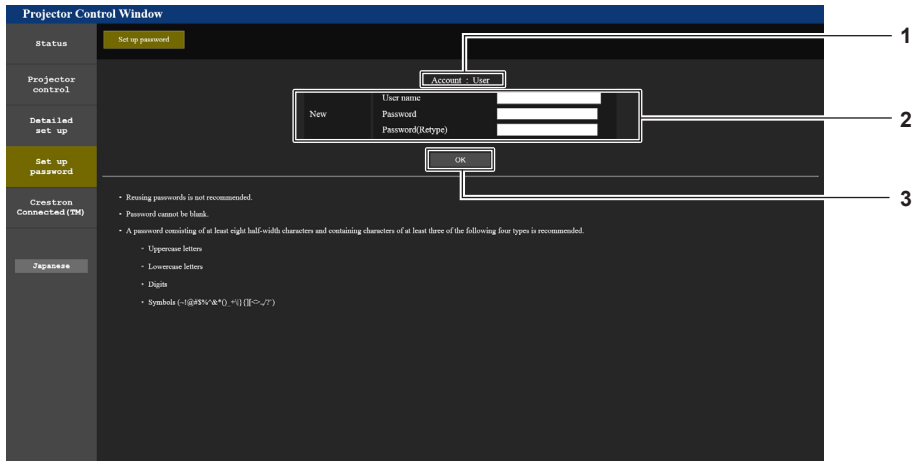 Projector Control Window
Status
Set up password
1
Account : User
Projector
control
User name
New
Password
2
Password(Retype)
Detailed
set up
OK
Set up
password
3
Crestron
Connected(TM)
• Reusing passwords is not recommended.
• Password cannot be blank.
• A password consisting of at least eight half-width characters and containing characters of at least three of the following four types is recommended.
- Uppercase letters
- Lowercase letters
Japanese
• Digits
• Symbols (~!@#$%^&*()_+\|}{][<>.,/?`)